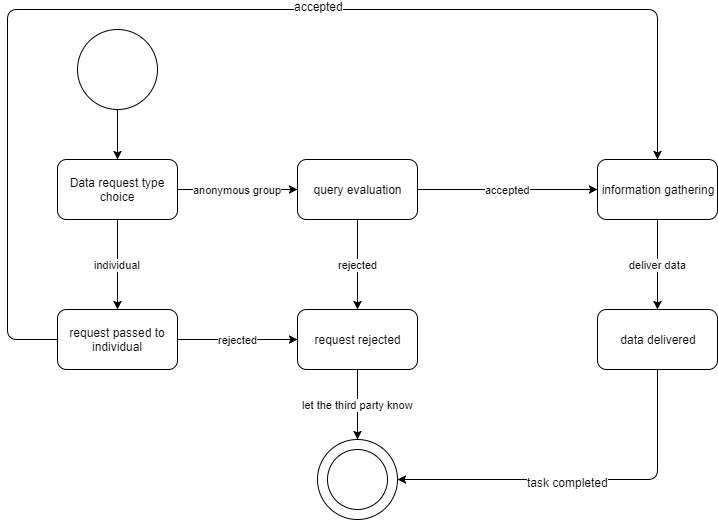 accepted
Data request type
choice
anonymous group
query evaluation
accepted
information gathering
individual
rejected
deliver data
request passed to
individual
rejected
request rejected
data delivered
let the third party know
task completed